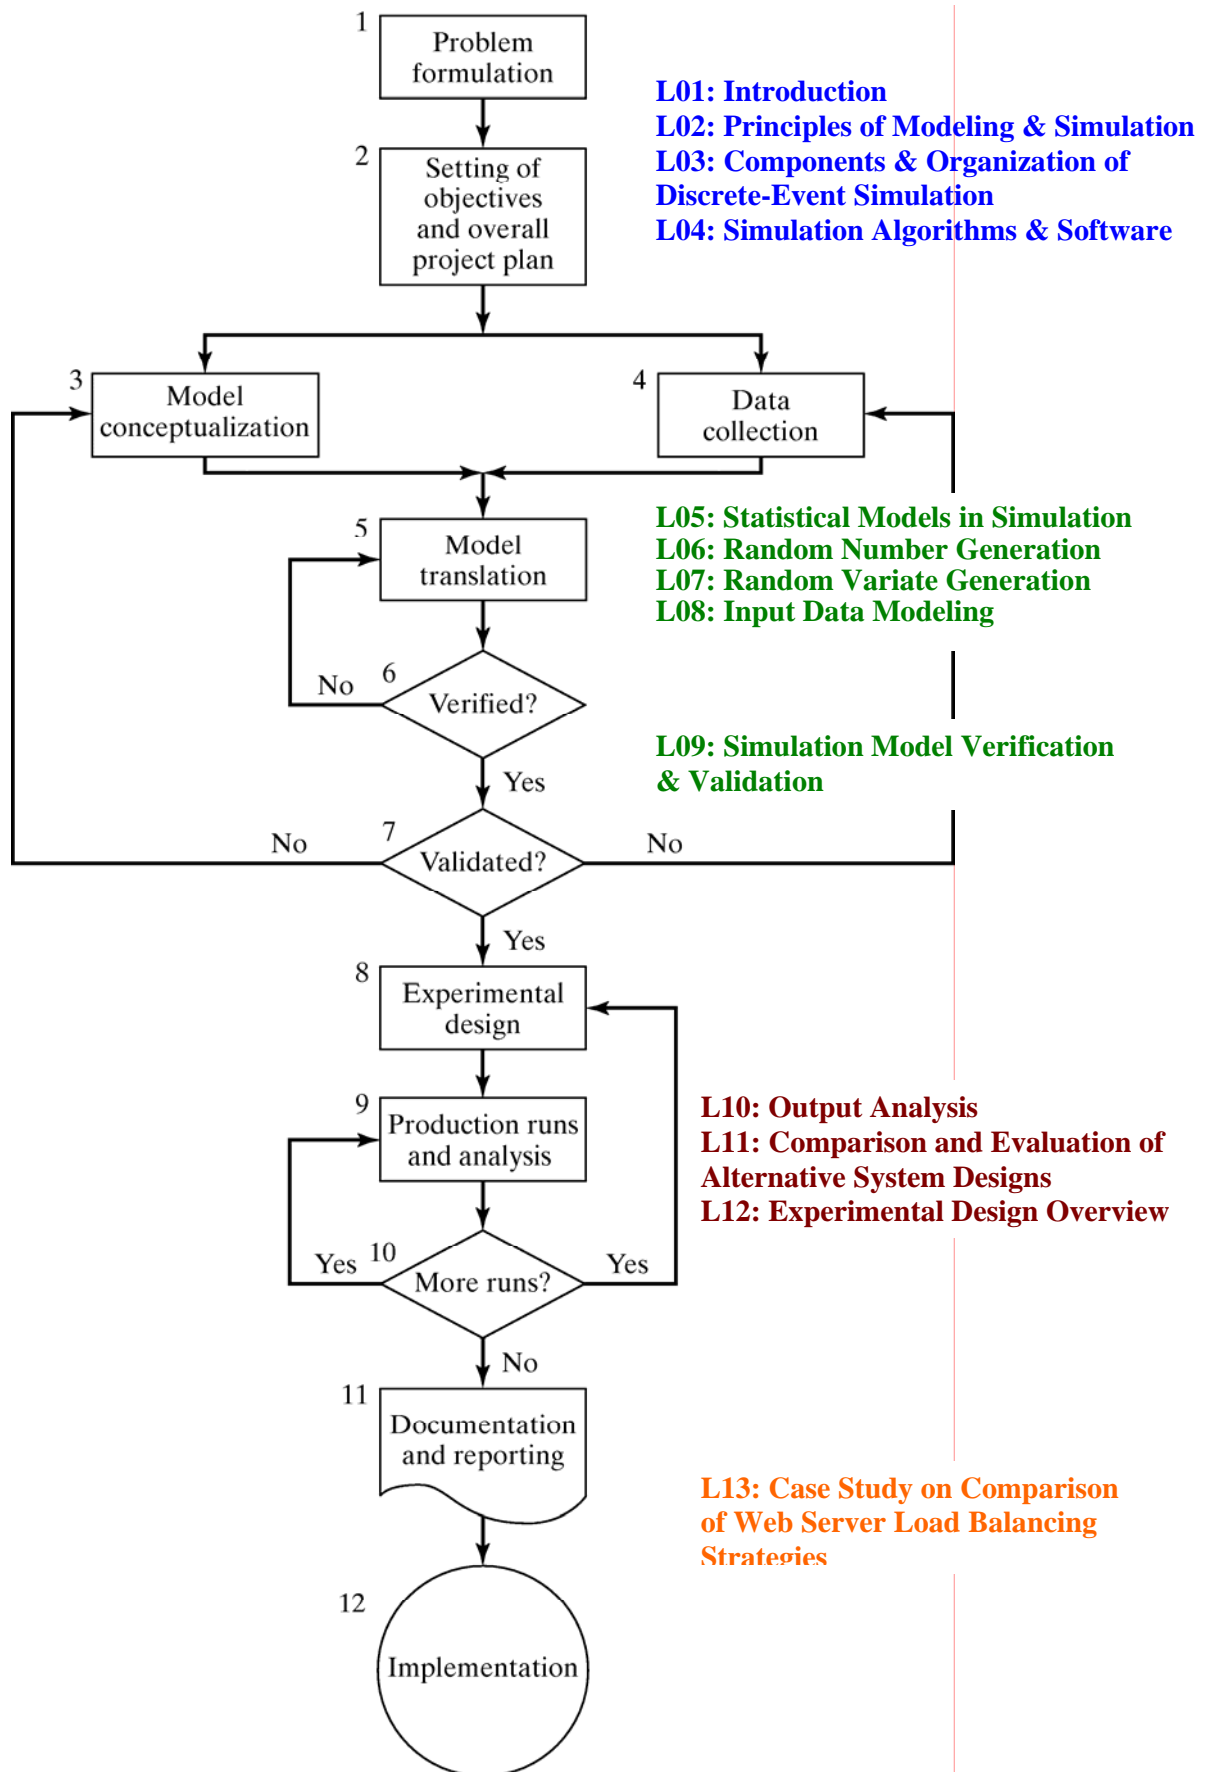 1
Problem
formulation
L01: Introduction
L02: Principles of Modeling & Simulation
L03: Components & Organization of
Discrete-Event Simulation
L04: Simulation Algorithms & Software
2
Setting of
objectives
and overall
project plan
3
Model
conceptualization
4
Data
collection
L05: Statistical Models in Simulation
L06: Random Number Generation
L07: Random Variate Generation
L08: Input Data Modeling
5
Model
translation
6
No
Verified?
Yes
L09: Simulation Model Verification
& Validation
7
No
Validated?
No
Yes
8
Experimental
design
9
Production runs
and analysis
L10: Output Analysis
L11: Comparison and Evaluation of
Alternative System Designs
L12: Experimental Design Overview
10
Yes
More runs?
Yes
No
11
Documentation
and reporting
L13: Case Study on Comparison
of Web Server Load Balancing
Strategies
12
Implementation